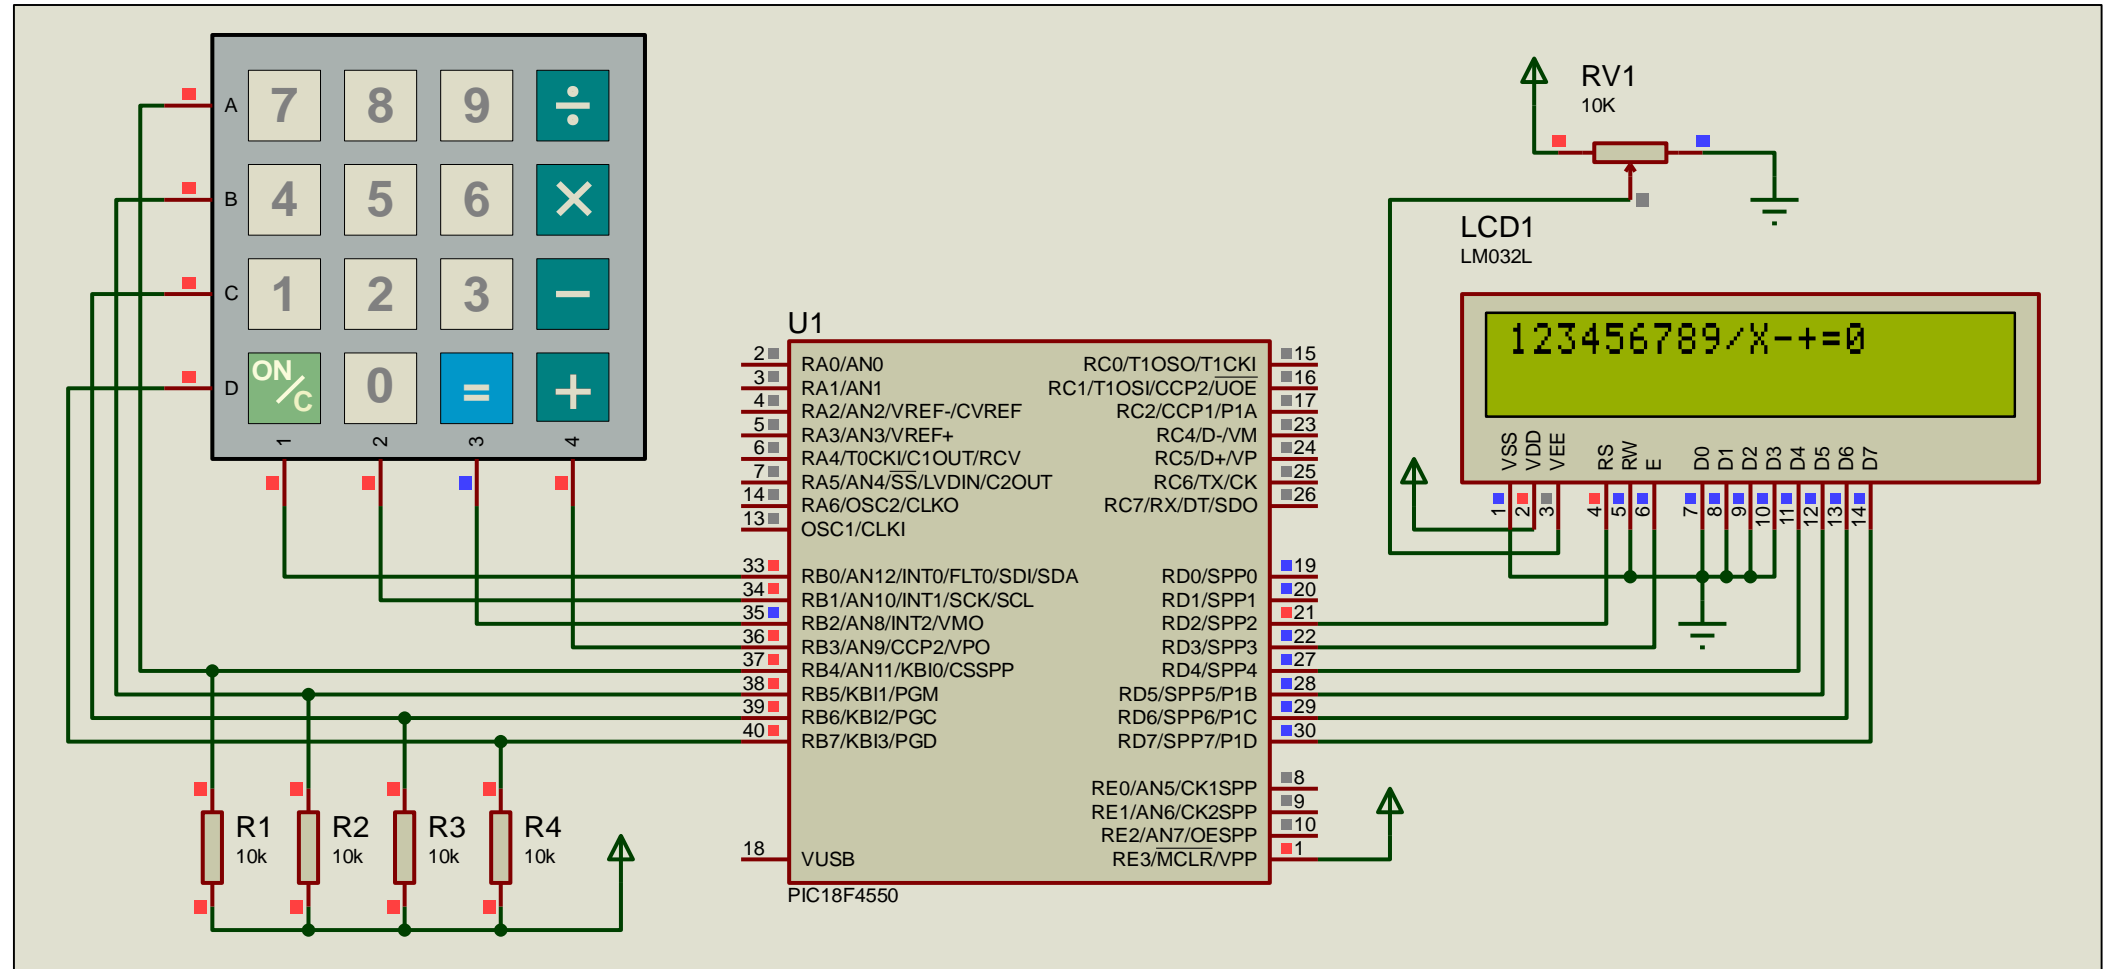 A 7 8 9 ÷
B 4 5 6 ×
C 1 2 3 −
D ON/C 0 = +
1 2 3 4
RV1
10K
LCD1
LM032L
123456789/X-+=0
VSS VDD VEE RS RW E D0 D1 D2 D3 D4 D5 D6 D7
1 2 3 4 5 6 7 8 9 10 11 12 13 14
U1
2 RA0/AN0 RC0/T1OSO/T1CKI 15
3 RA1/AN1 RC1/T1OSI/CCP2/UOE 16
4 RA2/AN2/VREF-/CVREF RC2/CCP1/P1A 17
5 RA3/AN3/VREF+ RC4/D-/VM 23
6 RA4/T0CKI/C1OUT/RCV RC5/D+/VP 24
7 RA5/AN4/SS/LVDIN/C2OUT RC6/TX/CK 25
14 RA6/OSC2/CLKO RC7/RX/DT/SDO 26
13 OSC1/CLKI
33 RB0/AN12/INT0/FLT0/SDI/SDA RD0/SPP0 19
34 RB1/AN10/INT1/SCK/SCL RD1/SPP1 20
35 RB2/AN8/INT2/VMO RD2/SPP2 21
36 RB3/AN9/CCP2/VPO RD3/SPP3 22
37 RB4/AN11/KBI0/CSSPP RD4/SPP4 27
38 RB5/KBI1/PGM RD5/SPP5/P1B 28
39 RB6/KBI2/PGC RD6/SPP6/P1C 29
40 RB7/KBI3/PGD RD7/SPP7/P1D 30
RE0/AN5/CK1SPP 8
RE1/AN6/CK2SPP 9
RE2/AN7/OESPP 10
18 VUSB RE3/MCLR/VPP 1
PIC18F4550
R1 R2 R3 R4
10k 10k 10k 10k